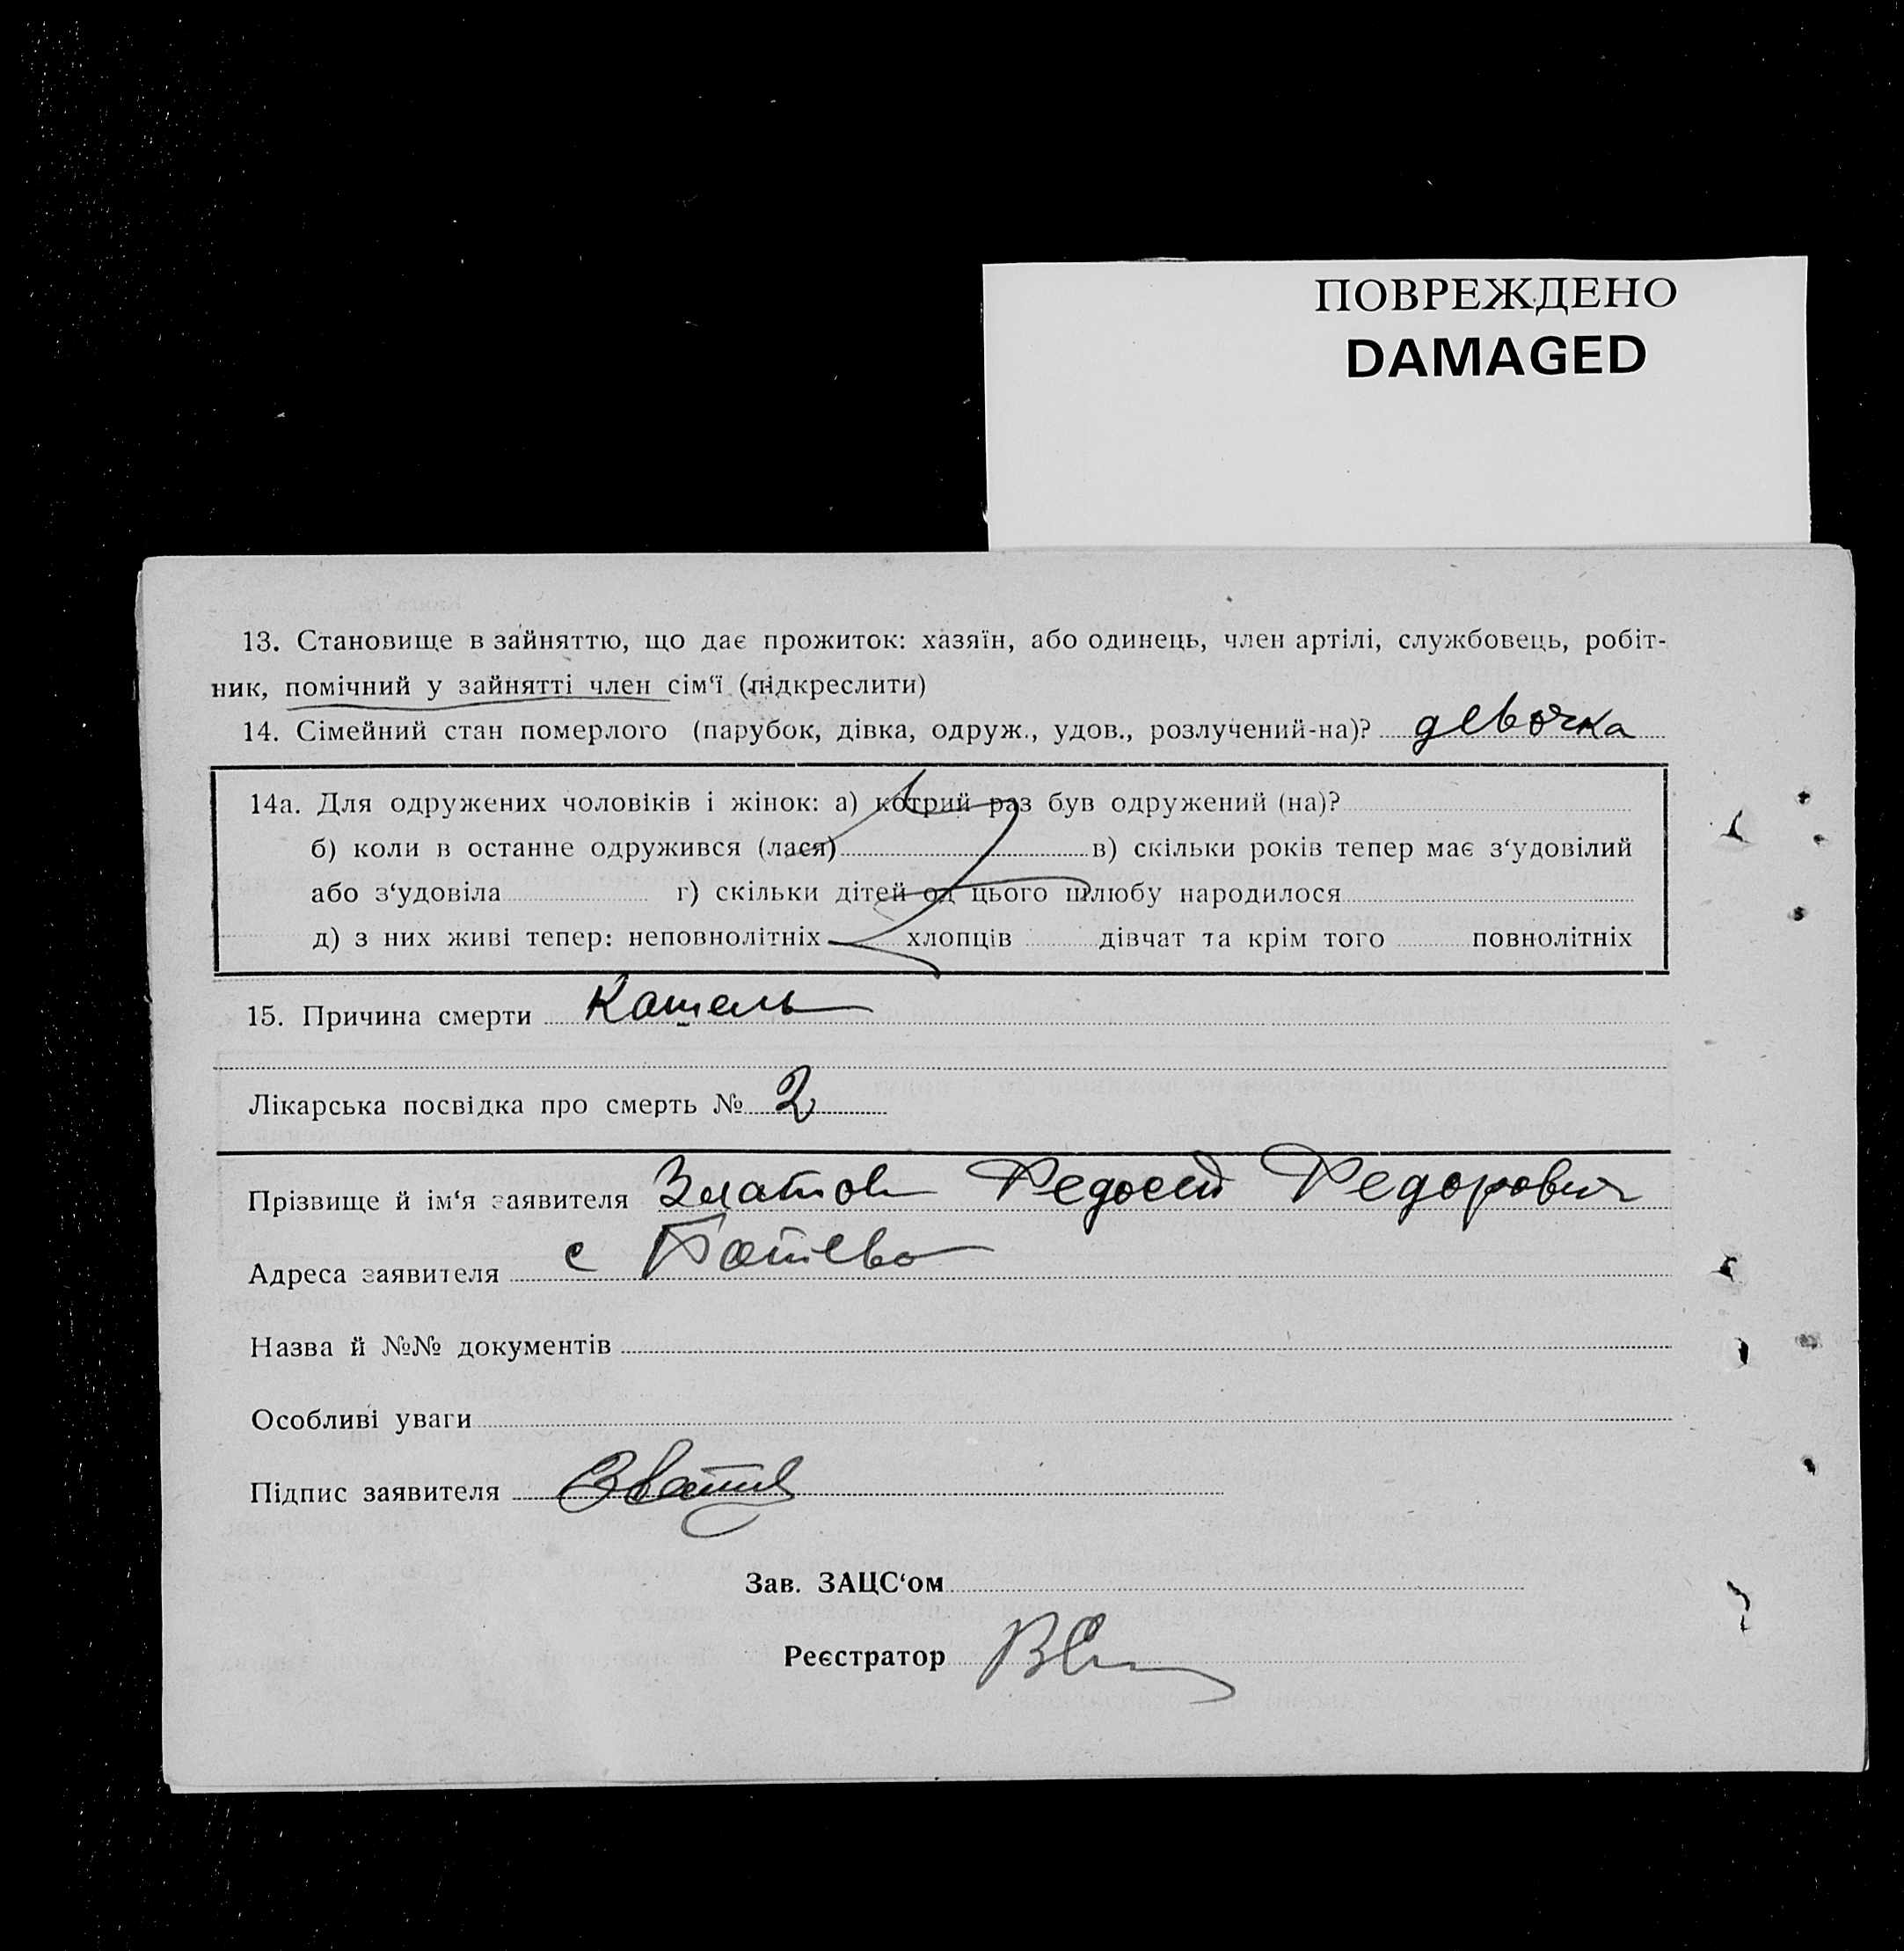 ПОВРЕЖДЕНО
DAMAGED
13. Становище в зайняттю, що дає прожиток: хазяїн, або одинець, член артілі, службовець, робіт-
ник, помічний у зайнятті член сім‘ї (підкреслити)
14. Сімейний стан померлого (парубок, дівка, одруж., удов., розлучений-на)? девочка
14а. Для одружених чоловіків і жінок: а) котрий раз був одружений (на)?
б) коли в останне одружився (лася) в) скільки років тепер має з‘удовілий
або з‘удовіла г) скільки дітей од цього шлюбу народилося
д) з них живі тепер: неповнолітніх хлопців дівчат та крім того повнолітніх
15. Причина смерти Кашель
Лікарська посвідка про смерть № 2
Прізвище й ім‘я заявителя Златов Федосей Федорович
Адреса заявителя с
Назва й №№ документів
Особливі уваги
Підпис заявителя
Зав. ЗАЦС‘ом
Реєстратор